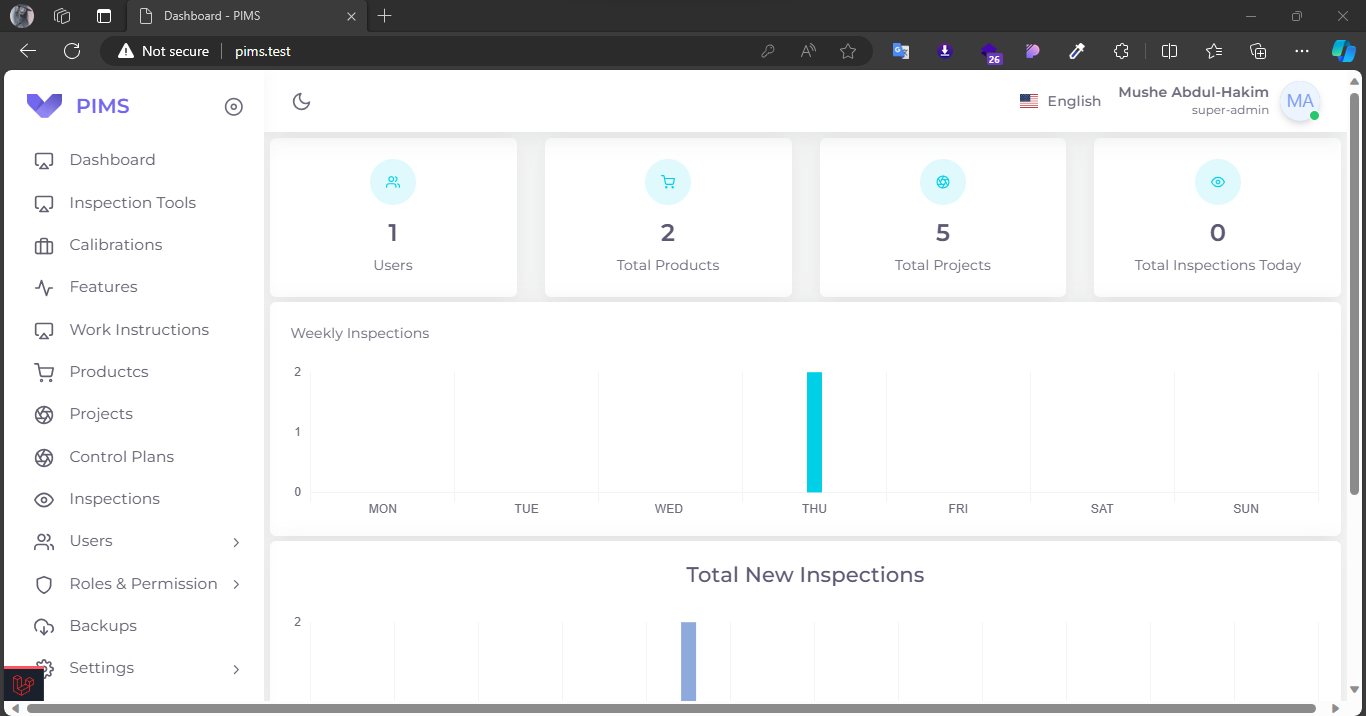 Dashboard - PIMS
Not secure
pims.test
26
PIMS
English
Mushe Abdul-Hakim
super-admin
MA
Dashboard
Inspection Tools
Calibrations
Features
Work Instructions
Productcs
Projects
Control Plans
Inspections
Users
Roles & Permission
Backups
Settings
1
Users
2
Total Products
5
Total Projects
0
Total Inspections Today
Weekly Inspections
2
1
0
MON TUE WED THU FRI SAT SUN
Total New Inspections
2